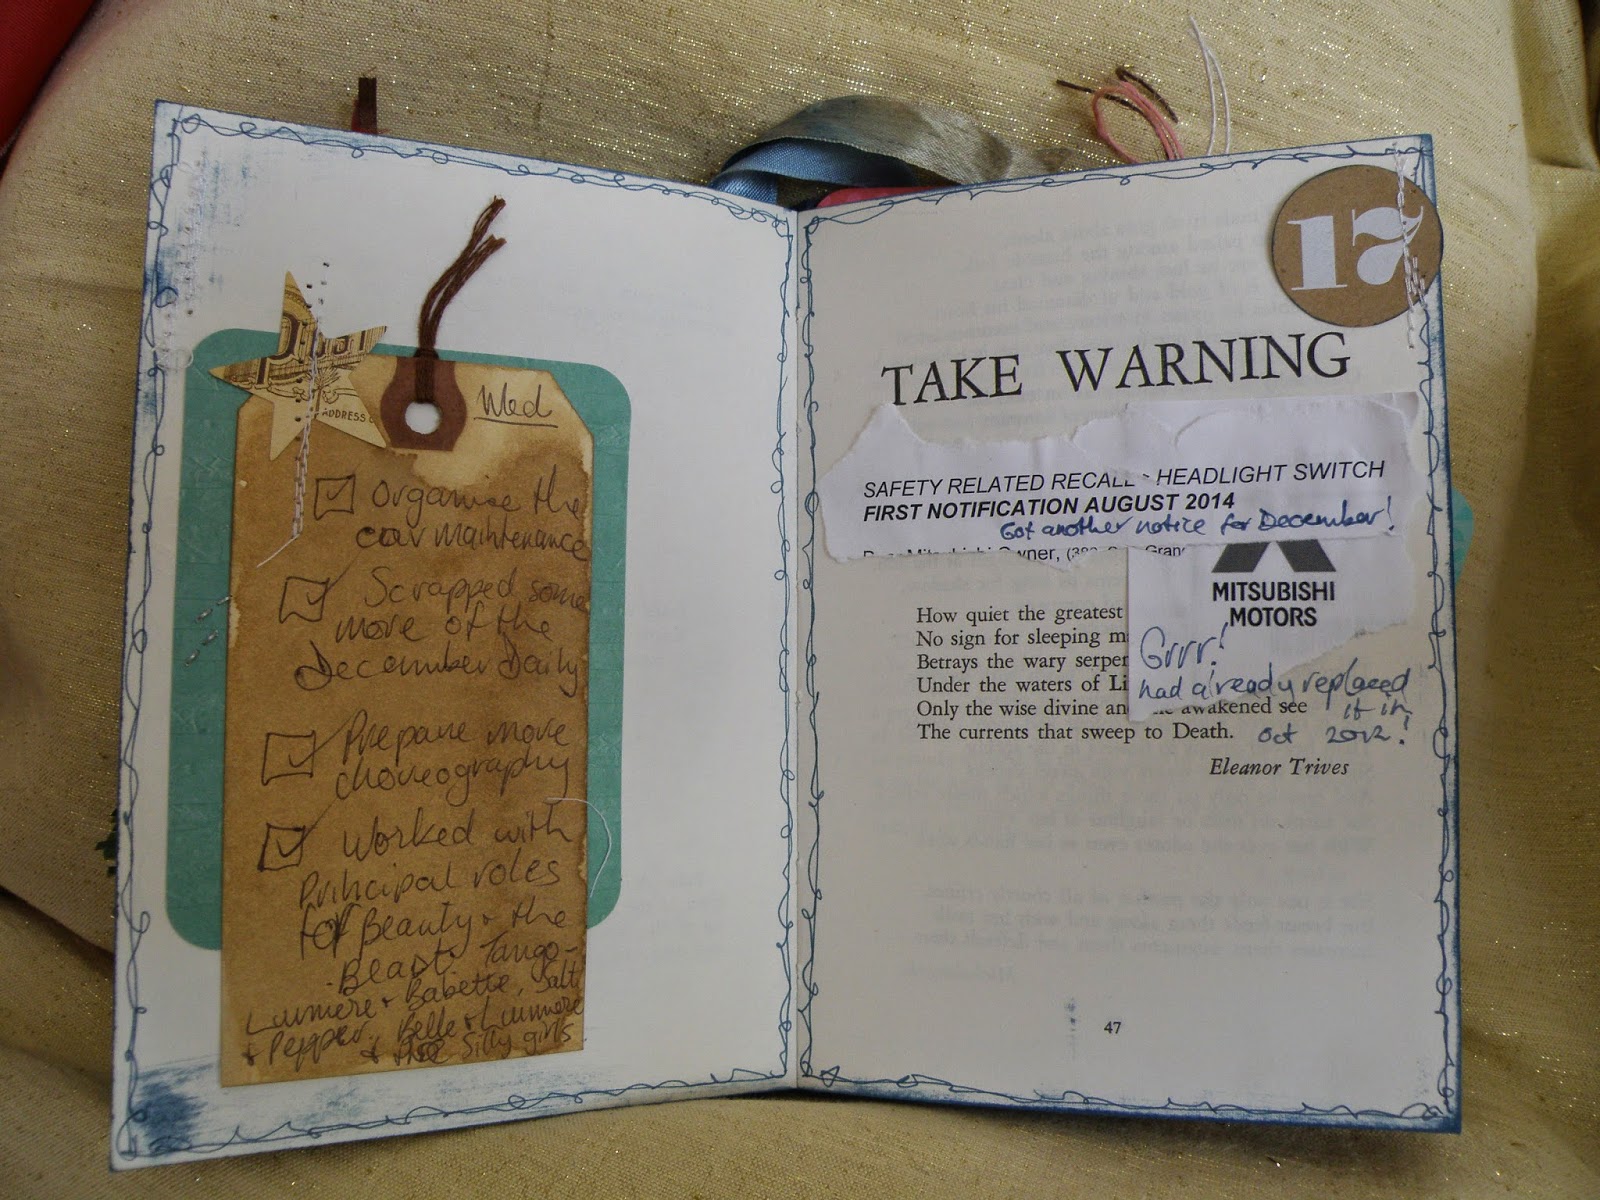 Wed
ADDRESS
Organise the
car maintenance
Scrapped some
more of the
December Daily
Prepare more
choreography
Worked with
Principal roles
for Beauty + the
Beast. Tango -
Lumiere + Babette, Salt
+ Pepper. Belle + Lumiere
+ Silly girls.
17
TAKE WARNING
SAFETY RELATED RECALL - HEADLIGHT SWITCH
FIRST NOTIFICATION AUGUST 2014
Got another notice for December!
Owner,
MITSUBISHI
MOTORS
How quiet the greatest
No sign for sleeping
Betrays the wary
Under the waters of
Only the wise divine and awakened see
The currents that sweep to Death.
Grrr!
had already replaced
it in
Oct 2012!
Eleanor Trives
47